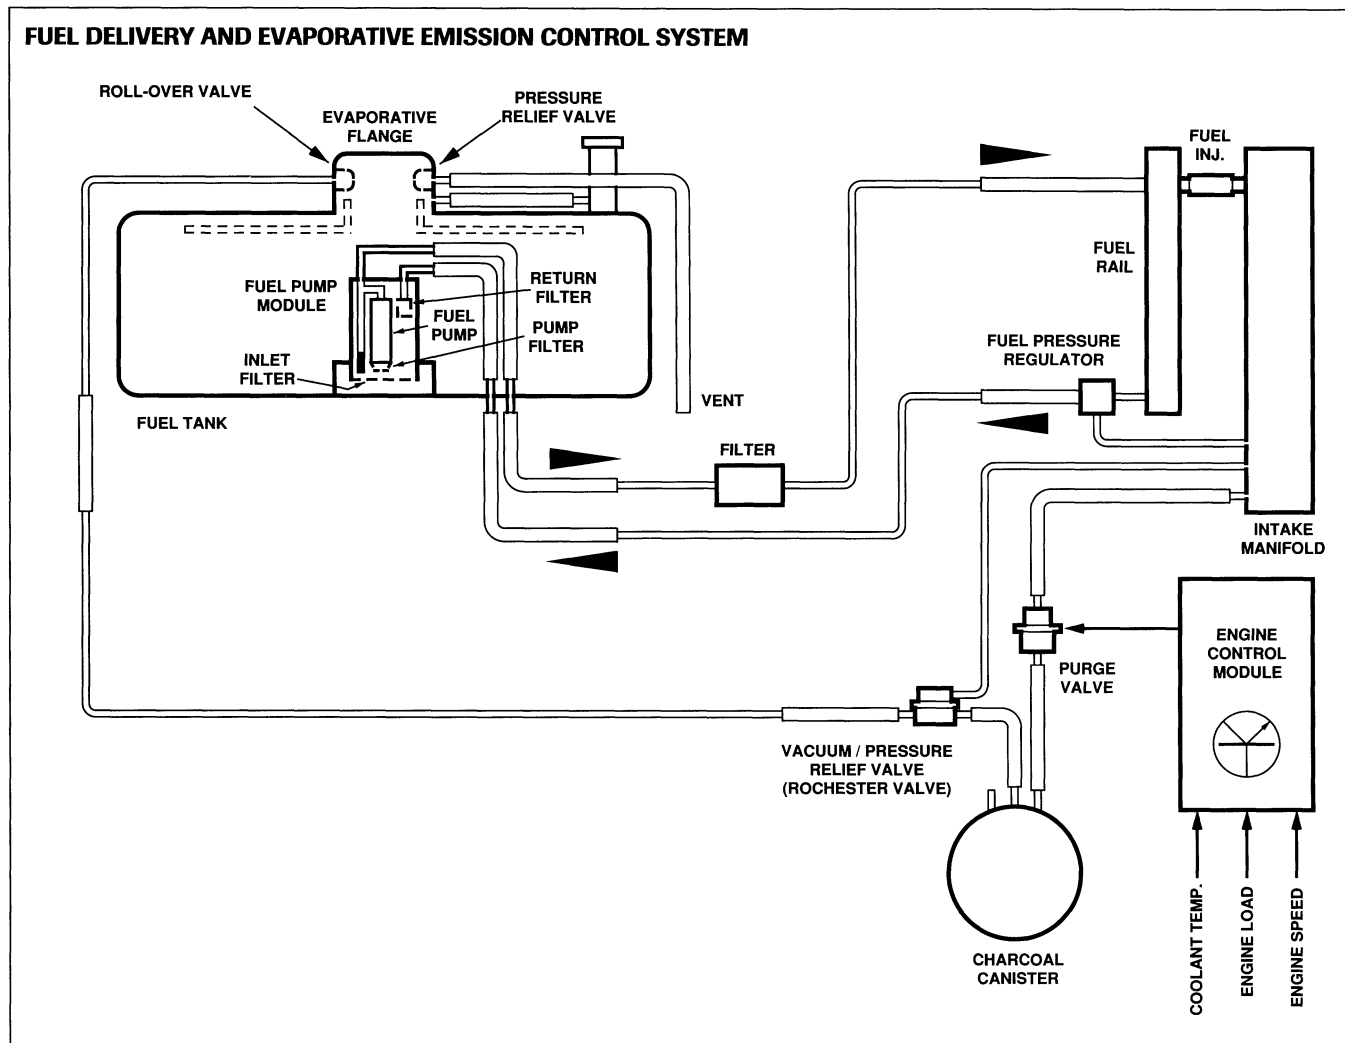 FUEL DELIVERY AND EVAPORATIVE EMISSION CONTROL SYSTEM
ROLL-OVER VALVE
EVAPORATIVE
FLANGE
PRESSURE
RELIEF VALVE
FUEL
INJ.
FUEL
RAIL
FUEL PUMP
MODULE
RETURN
FILTER
FUEL
PUMP
PUMP
FILTER
INLET
FILTER
FUEL PRESSURE
REGULATOR
FUEL TANK
VENT
FILTER
INTAKE
MANIFOLD
ENGINE
CONTROL
MODULE
PURGE
VALVE
VACUUM / PRESSURE
RELIEF VALVE
(ROCHESTER VALVE)
CHARCOAL
CANISTER
COOLANT TEMP.
ENGINE LOAD
ENGINE SPEED